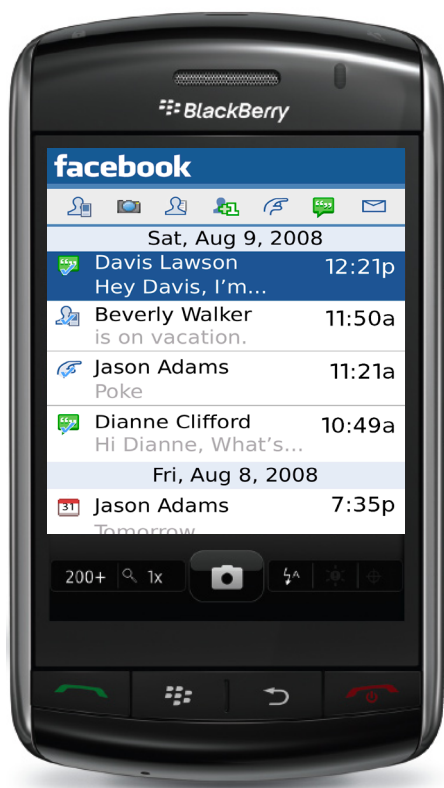 BlackBerry
facebook
+1
Sat, Aug 9, 2008
Davis Lawson 12:21p
Hey Davis, I'm...
Beverly Walker 11:50a
is on vacation.
Jason Adams 11:21a
Poke
Dianne Clifford 10:49a
Hi Dianne, What's...
Fri, Aug 8, 2008
31 Jason Adams 7:35p
Tomorrow
200+ 1x A